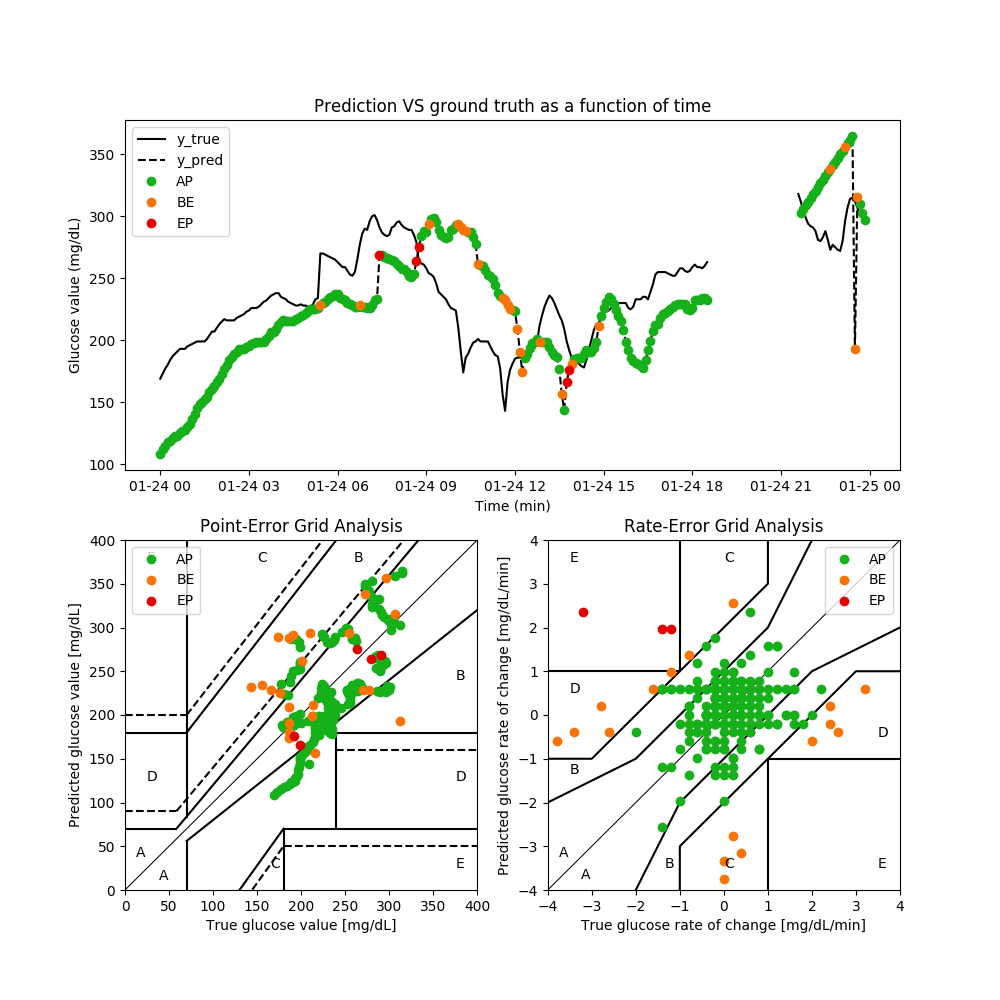 Prediction VS ground truth as a function of time
Glucose value (mg/dL)
350
300
250
200
150
100
y_true
y_pred
AP
BE
EP
01-24 00 01-24 03 01-24 06 01-24 09 01-24 12 01-24 15 01-24 18 01-24 21 01-25 00
Time (min)
Point-Error Grid Analysis
Predicted glucose value [mg/dL]
400
350
300
250
200
150
100
50
0
AP
BE
EP
C
B
B
D
D
A
A
C
E
0 50 100 150 200 250 300 350 400
True glucose value [mg/dL]
Rate-Error Grid Analysis
Predicted glucose rate of change [mg/dL/min]
4
3
2
1
0
−1
−2
−3
−4
AP
BE
EP
E
C
D
D
B
A
A
B
C
E
−4 −3 −2 −1 0 1 2 3 4
True glucose rate of change [mg/dL/min]